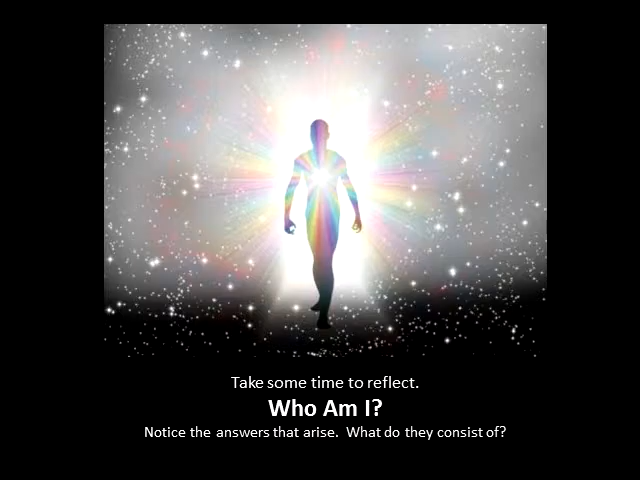 Take some time to reflect.
Who Am I?
Notice the answers that arise.  What do they consist of?